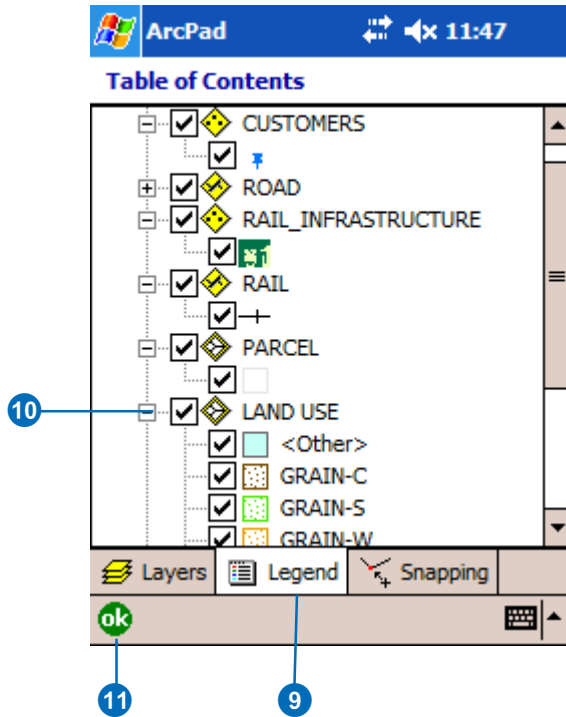 ArcPad 11:47
Table of Contents
CUSTOMERS
ROAD
RAIL_INFRASTRUCTURE
RAIL
PARCEL
10 LAND USE
<Other>
GRAIN-C
GRAIN-S
GRAIN-W
Layers Legend Snapping
ok
11 9